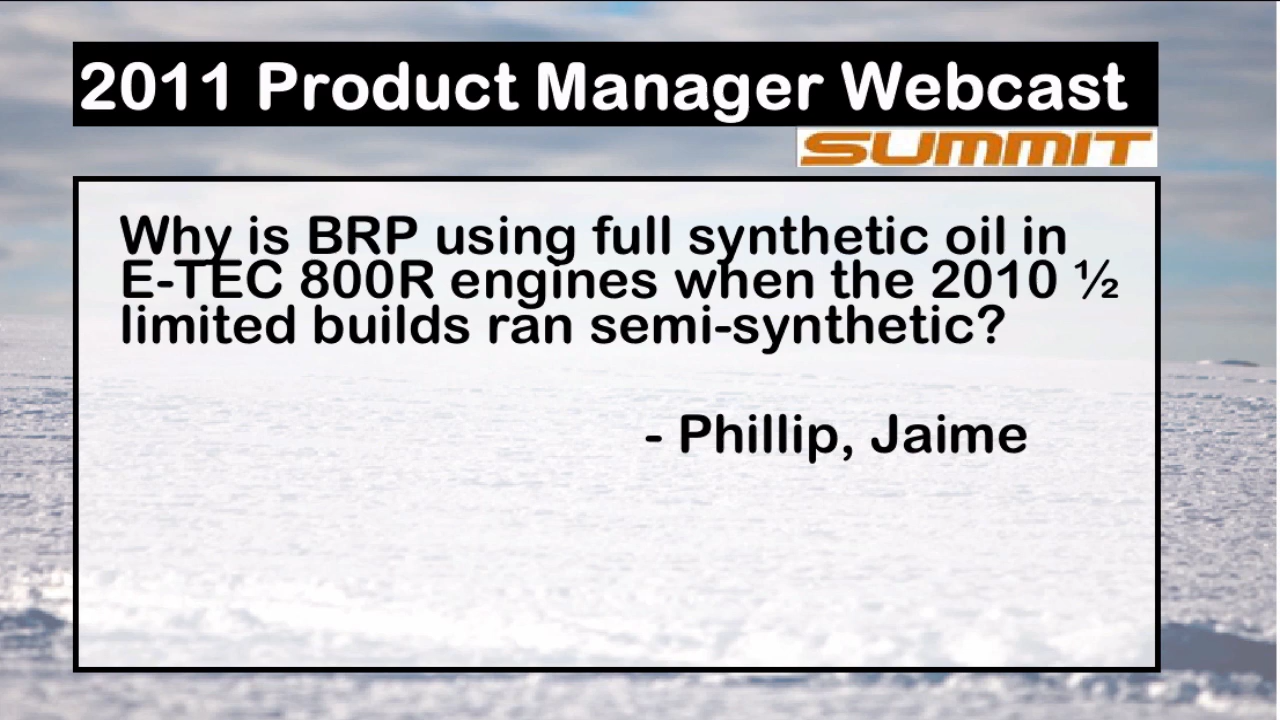 2011 Product Manager Webcast
SUMMIT
Why is BRP using full synthetic oil in
E-TEC 800R engines when the 2010 ½
limited builds ran semi-synthetic?
- Phillip, Jaime